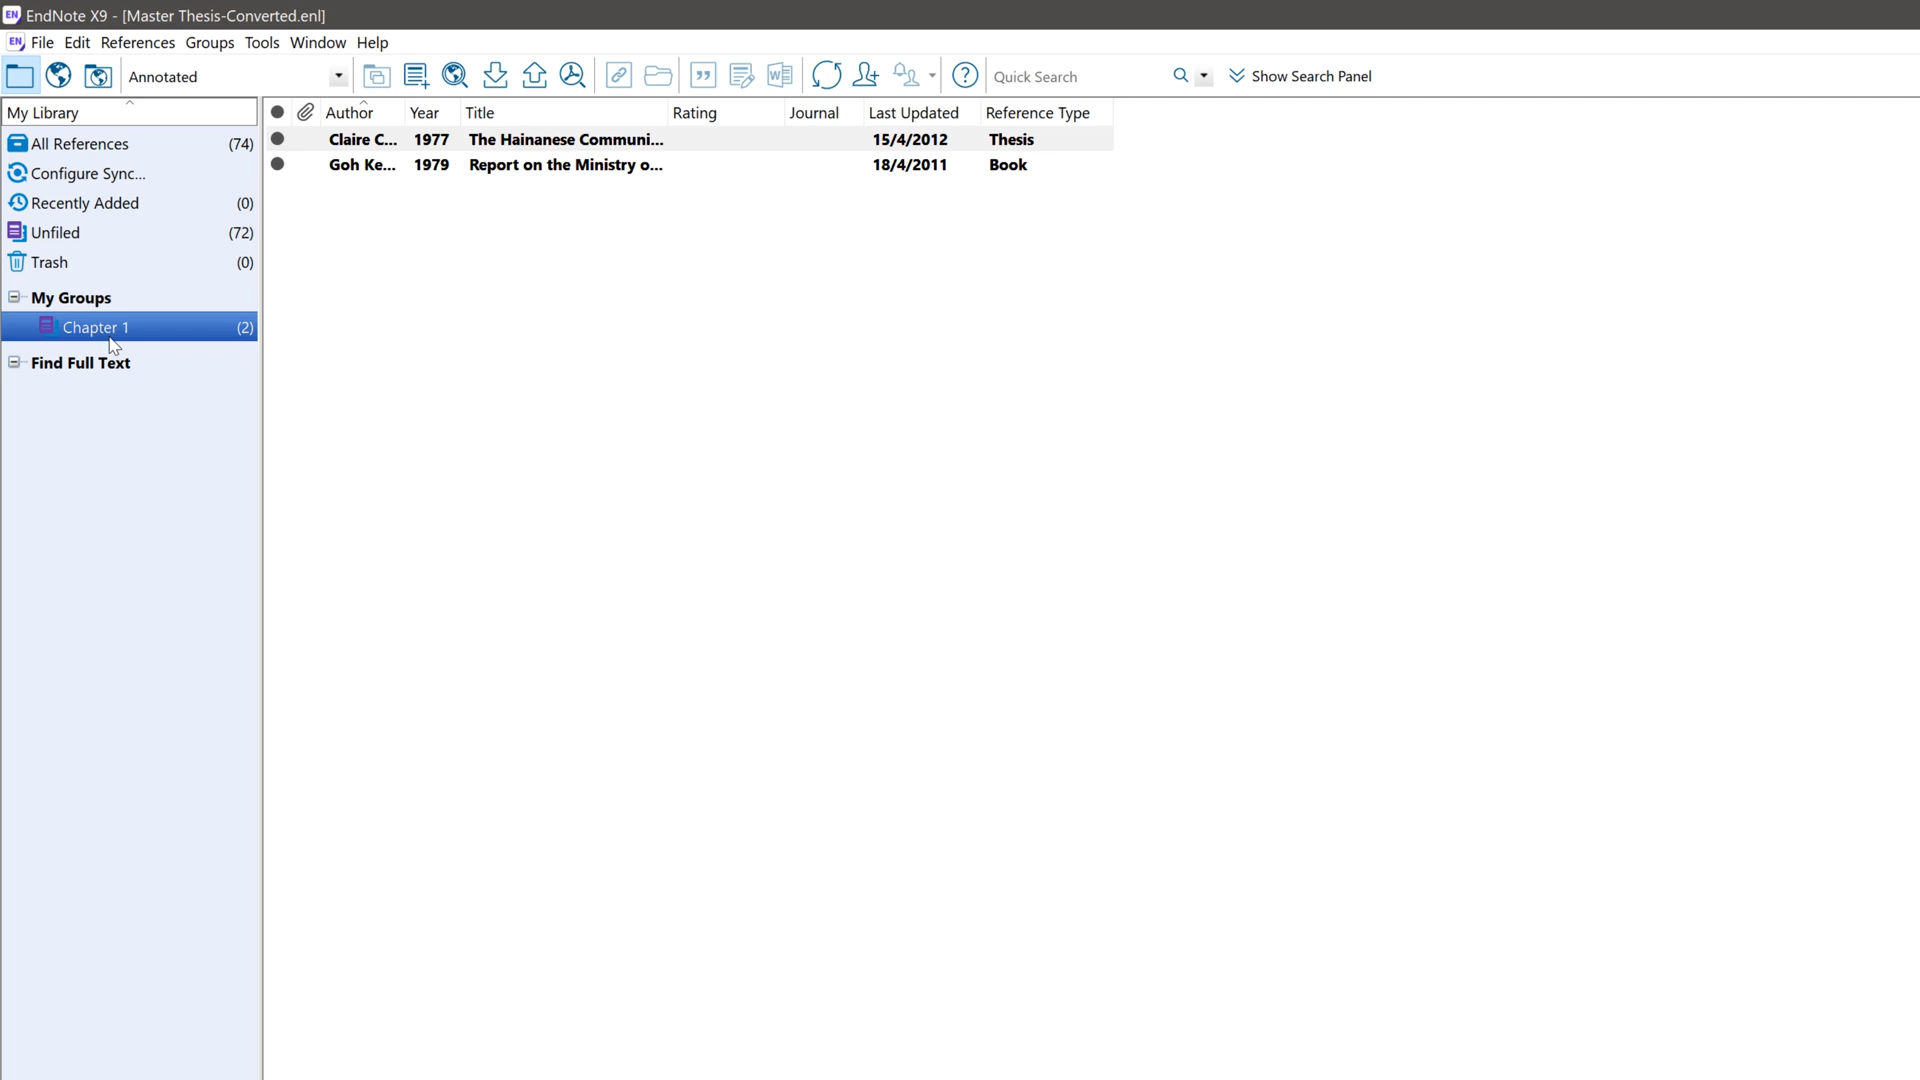 EN EndNote X9 - [Master Thesis-Converted.enl]
EN File Edit References Groups Tools Window Help
Annotated Quick Search Show Search Panel
My Library
All References (74)
Configure Sync...
Recently Added (0)
Unfiled (72)
Trash (0)
My Groups
Chapter 1 (2)
Find Full Text
Author Year Title Rating Journal Last Updated Reference Type
Claire C... 1977 The Hainanese Communi... 15/4/2012 Thesis
Goh Ke... 1979 Report on the Ministry o... 18/4/2011 Book